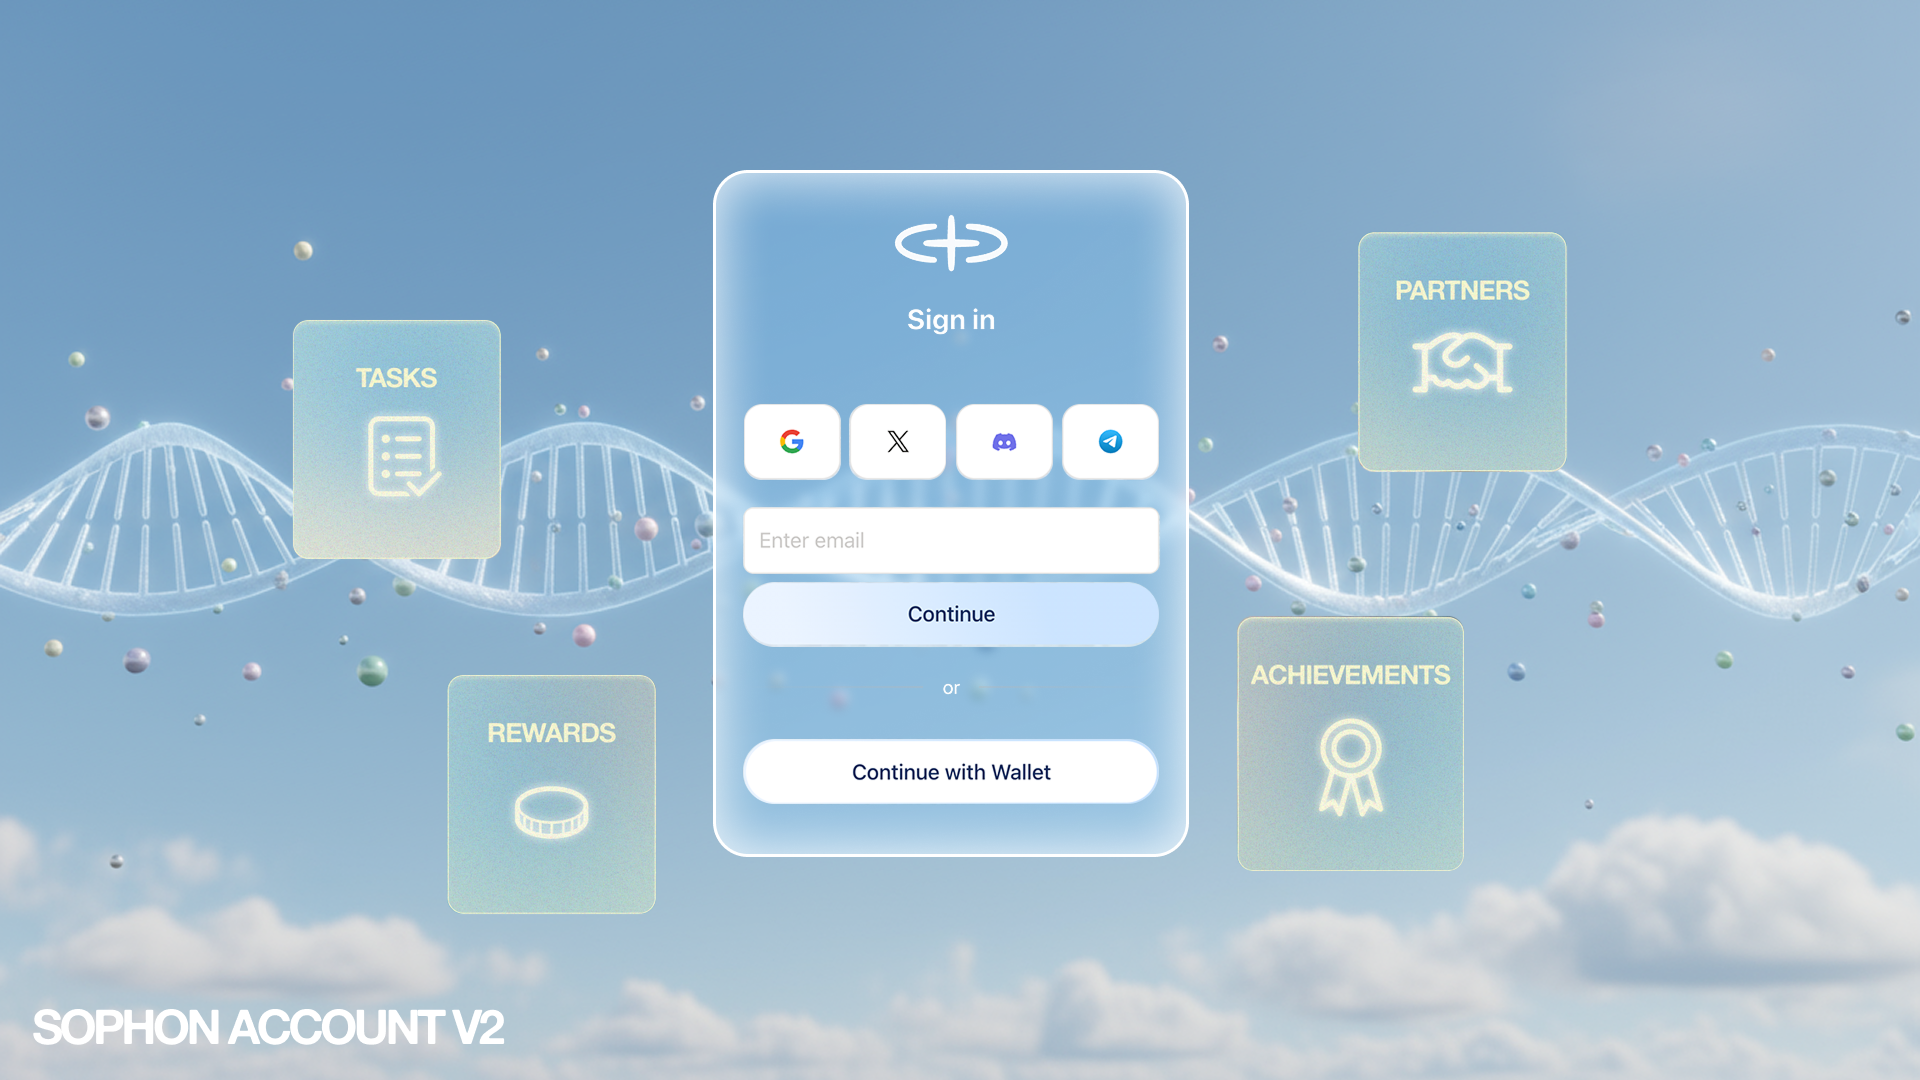 Sign in
Enter email
Continue
or
Continue with Wallet
TASKS
REWARDS
PARTNERS
ACHIEVEMENTS
SOPHON ACCOUNT V2